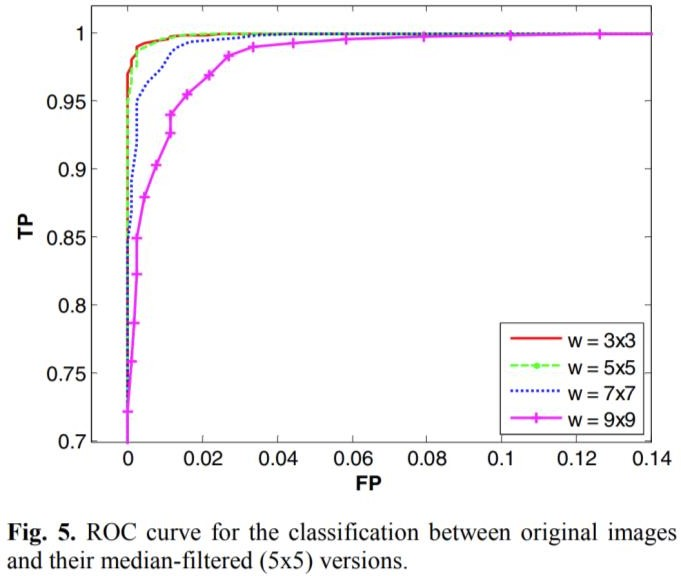 1
0.95
0.9
0.85
0.8
0.75
0.7
TP
w = 3x3
w = 5x5
w = 7x7
w = 9x9
0 0.02 0.04 0.06 0.08 0.1 0.12 0.14
FP
Fig. 5. ROC curve for the classification between original images
and their median-filtered (5x5) versions.